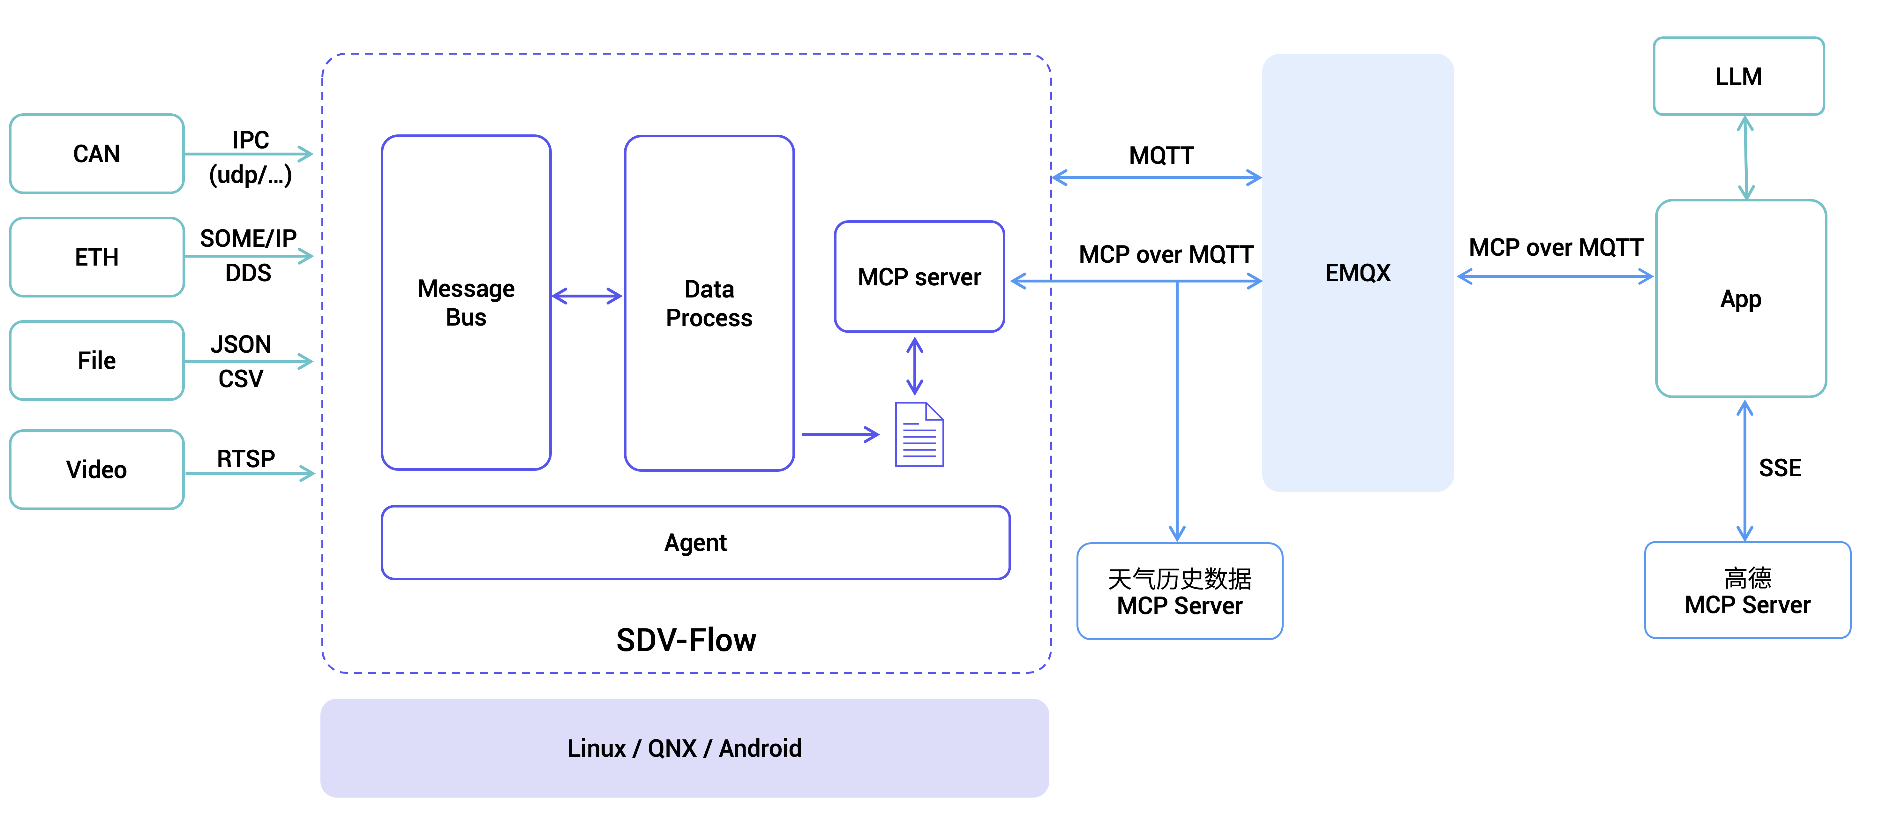 CAN
IPC
(udp/...)
ETH
SOME/IP
DDS
File
JSON
CSV
Video
RTSP
Message
Bus
Data
Process
MCP server
Agent
SDV-Flow
Linux / QNX / Android
MQTT
MCP over MQTT
天气历史数据
MCP Server
EMQX
MCP over MQTT
LLM
App
SSE
高德
MCP Server